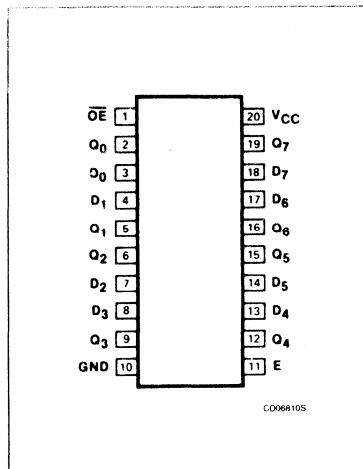 OE 1 20 VCC
Q0 2 19 Q7
D0 3 18 D7
D1 4 17 D6
Q1 5 16 Q6
Q2 6 15 Q5
D2 7 14 D5
D3 8 13 D4
Q3 9 12 Q4
GND 10 11 E
CD06810S